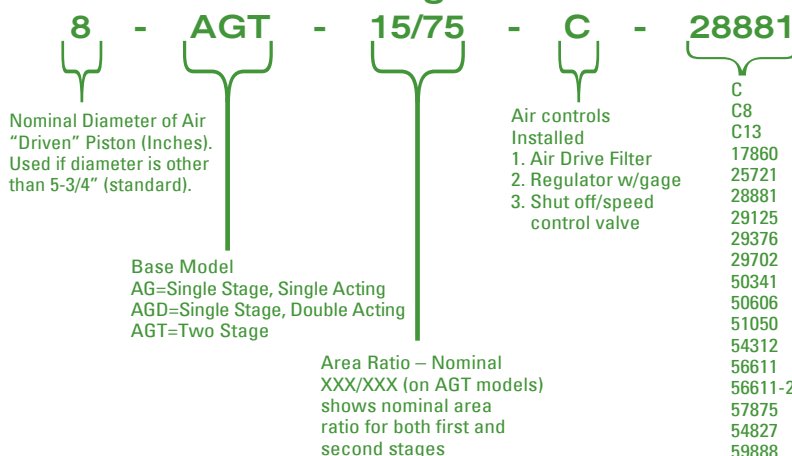 8 - AGT - 15/75 - C - 28881
Nominal Diameter of Air
“Driven” Piston (Inches).
Used if diameter is other
than 5-3/4” (standard).
Base Model
AG=Single Stage, Single Acting
AGD=Single Stage, Double Acting
AGT=Two Stage
Area Ratio – Nominal
XXX/XXX (on AGT models)
shows nominal area
ratio for both first and
second stages
Air controls
Installed
1. Air Drive Filter
2. Regulator w/gage
3. Shut off/speed
control valve
C
C8
C13
17860
25721
28881
29125
29376
29702
50341
50606
51050
54312
56611
56611-2
57875
54827
59888